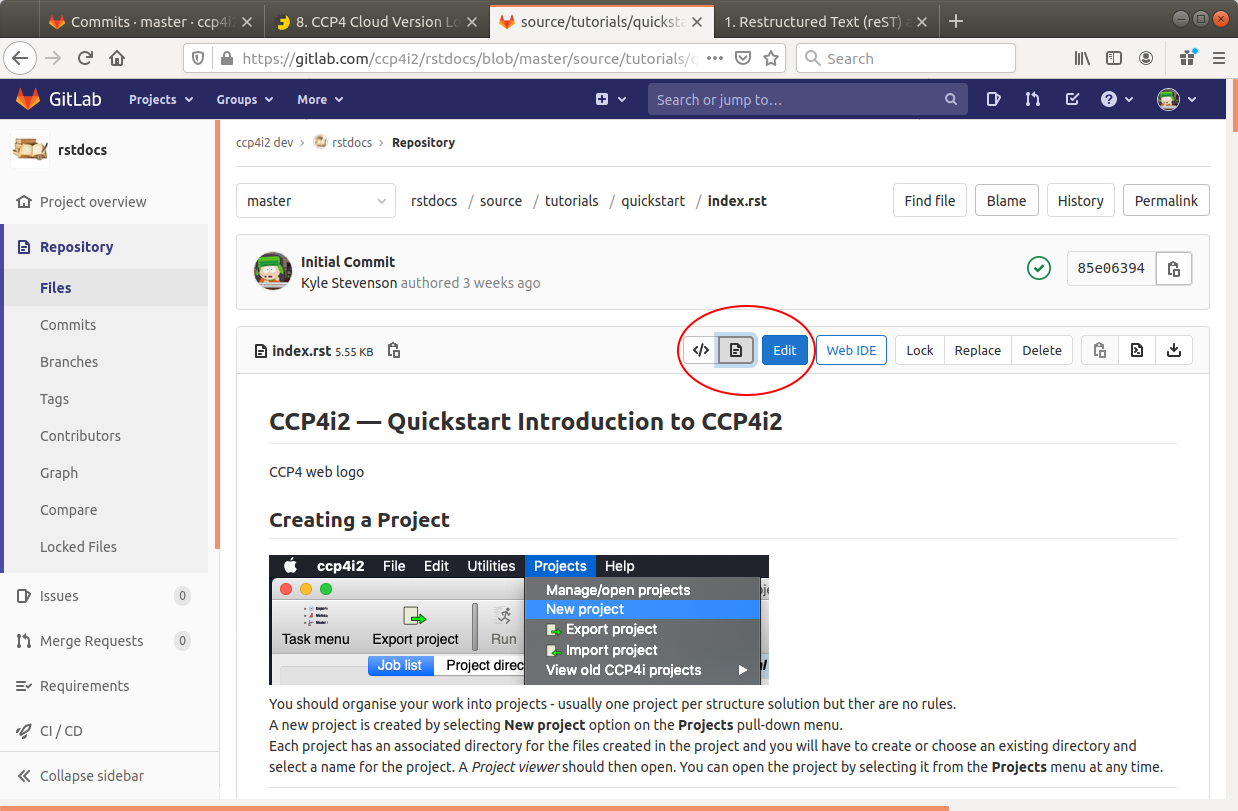 Commits · master · ccp4i
8. CCP4 Cloud Version Lo
source/tutorials/quicksta
1. Restructured Text (reST) a
https://gitlab.com/ccp4i2/rstdocs/blob/master/source/tutorials/
Search
GitLab
Projects
Groups
More
Search or jump to…
rstdocs
Project overview
Repository
Files
Commits
Branches
Tags
Contributors
Graph
Compare
Locked Files
Issues 0
Merge Requests 0
Requirements
CI / CD
Collapse sidebar
ccp4i2 dev › rstdocs › Repository
master
rstdocs / source / tutorials / quickstart / index.rst
Find file
Blame
History
Permalink
Initial Commit
Kyle Stevenson authored 3 weeks ago
85e06394
index.rst 5.55 KB
</>
Edit
Web IDE
Lock
Replace
Delete
CCP4i2 — Quickstart Introduction to CCP4i2
CCP4 web logo
Creating a Project
ccp4i2 File Edit Utilities Projects Help
Manage/open projects
New project
Export project
Import project
View old CCP4i projects
Task menu
Export project
Run
Job list
Project direc
You should organise your work into projects - usually one project per structure solution but ther are no rules.
A new project is created by selecting New project option on the Projects pull-down menu.
Each project has an associated directory for the files created in the project and you will have to create or choose an existing directory and
select a name for the project. A Project viewer should then open. You can open the project by selecting it from the Projects menu at any time.